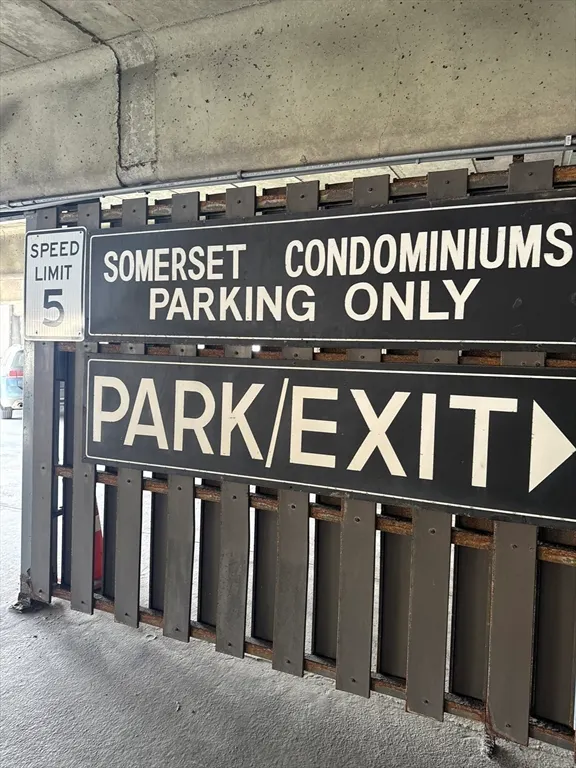 SPEED
LIMIT
5
SOMERSET CONDOMINIUMS
PARKING ONLY
PARK/EXIT